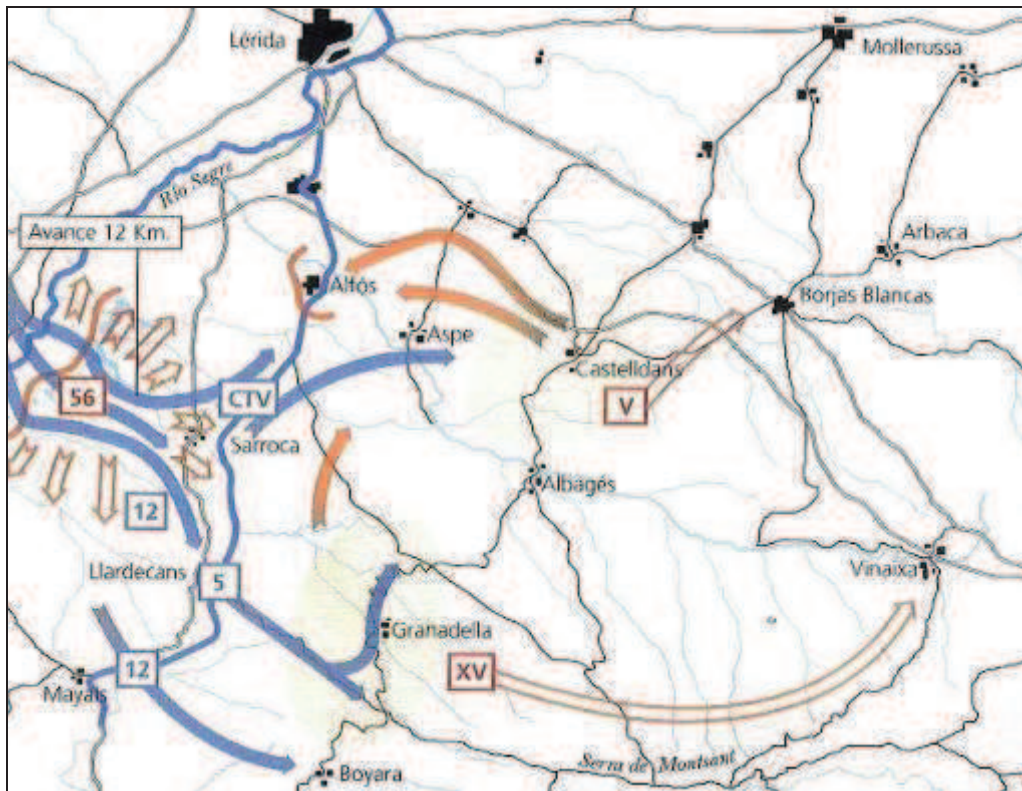 Lérida
Mollerussa
Río Segre
Avance 12 Km.
Arbaca
Alfés
Borjas Blancas
Aspe
Castelldans
56
CTV
V
Sarroca
Albagés
12
Llardecans
5
Vinaixa
Granadella
12
XV
Mayals
Serra de Montsant
Boyara